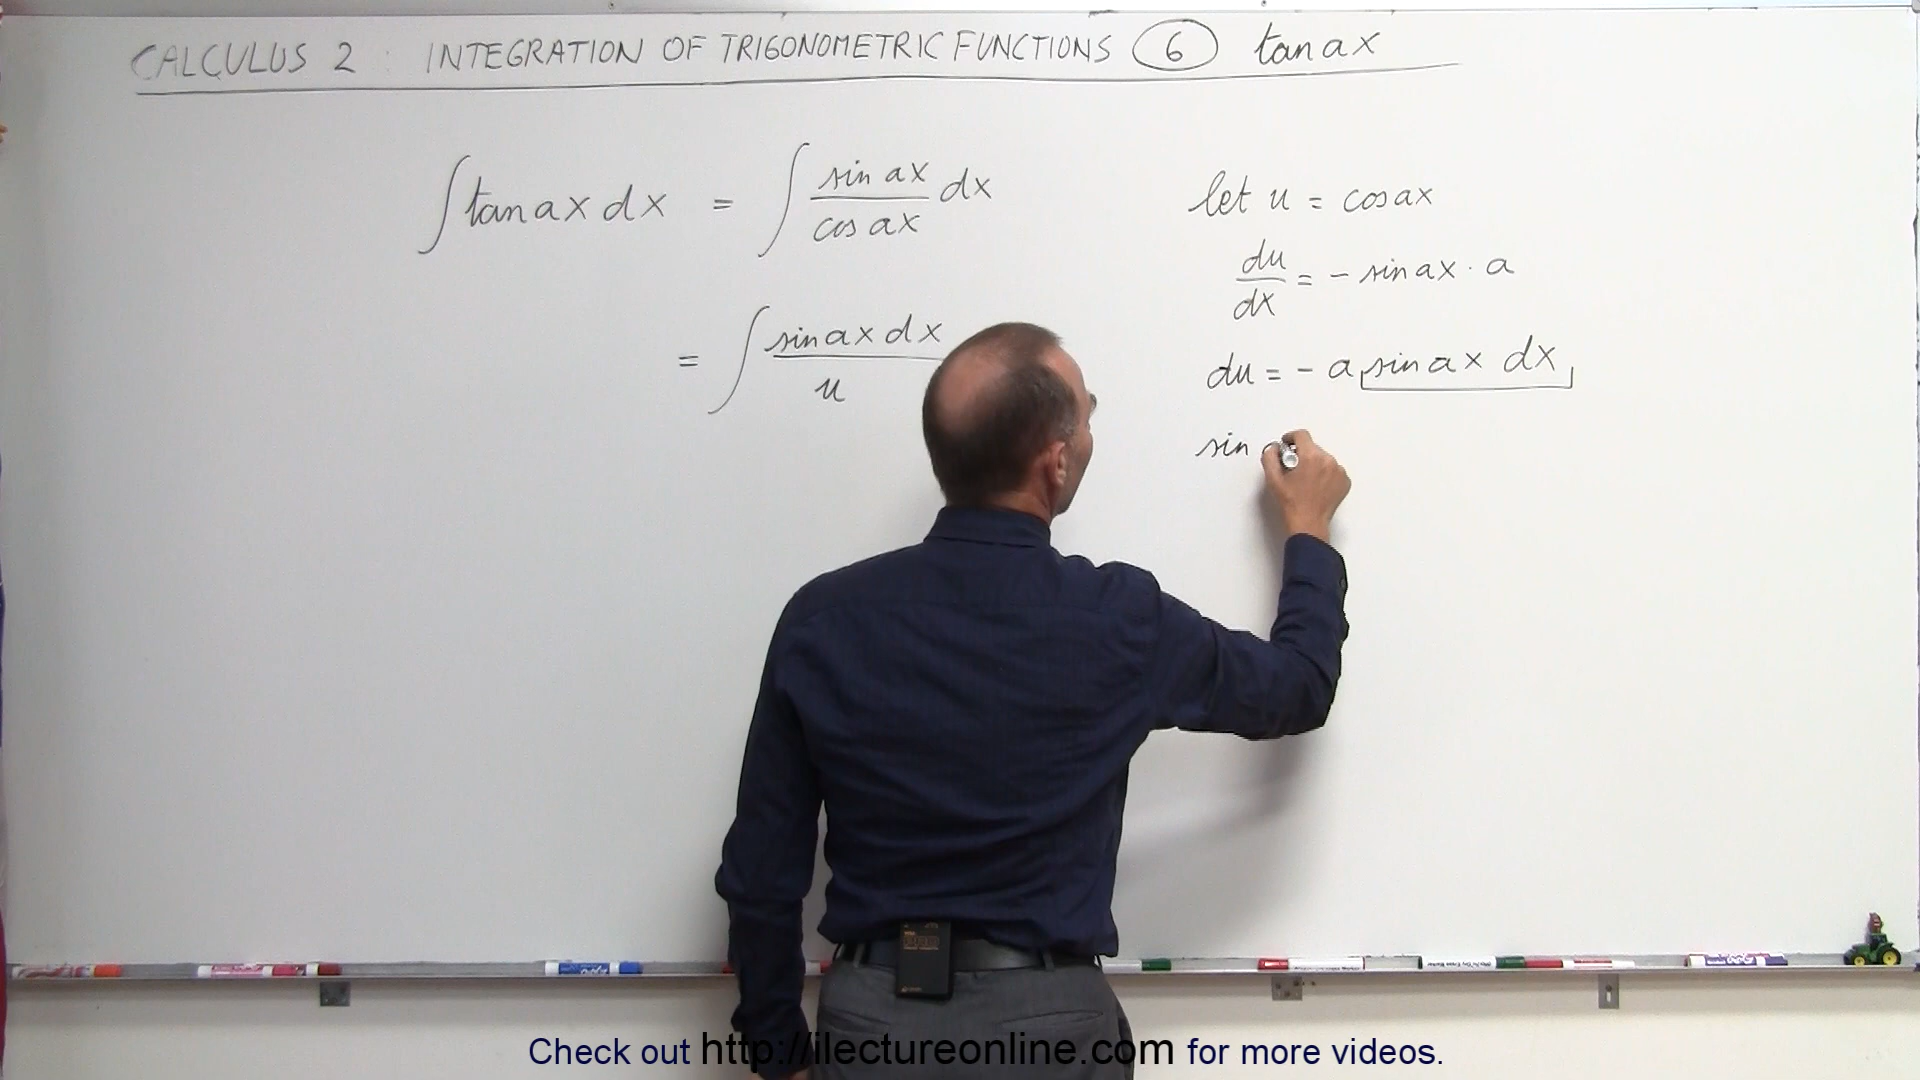 CALCULUS 2 : INTEGRATION OF TRIGONOMETRIC FUNCTIONS 6 tan ax
∫ tan ax dx = ∫ sin ax / cos ax dx
= ∫ sin ax dx / u
let u = cos ax
du/dx = - sin ax · a
du = - a sin ax dx
sin
Check out http://ilectureonline.com for more videos.